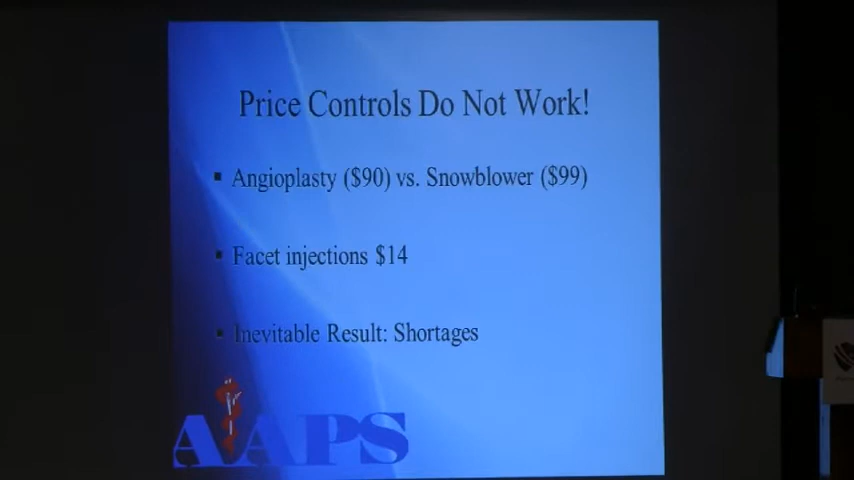 Price Controls Do Not Work!
▪ Angioplasty ($90) vs. Snowblower ($99)
▪ Facet injections $14
▪ Inevitable Result: Shortages
AAPS